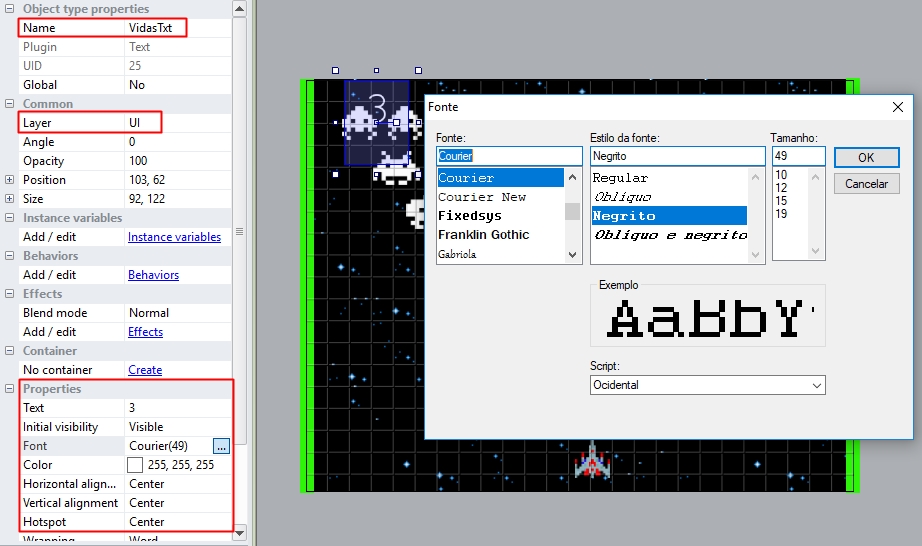 Object type properties
Name VidasTxt
Plugin Text
UID 25
Global No
Common
Layer UI
Angle 0
Opacity 100
Position 103, 62
Size 92, 122
Instance variables
Add / edit Instance variables
Behaviors
Add / edit Behaviors
Effects
Blend mode Normal
Add / edit Effects
Container
No container Create
Properties
Text 3
Initial visibility Visible
Font Courier(49) ...
Color 255, 255, 255
Horizontal align... Center
Vertical alignment Center
Hotspot Center
Wrapping Word
3
Fonte
Fonte:
Courier
Courier
Courier New
Fixedsys
Franklin Gothic
Gabriola
Estilo da fonte:
Negrito
Regular
Oblíquo
Negrito
Oblíquo e negrito
Tamanho:
49
10
12
15
19
OK
Cancelar
Exemplo
AaBbYy
Script:
Ocidental